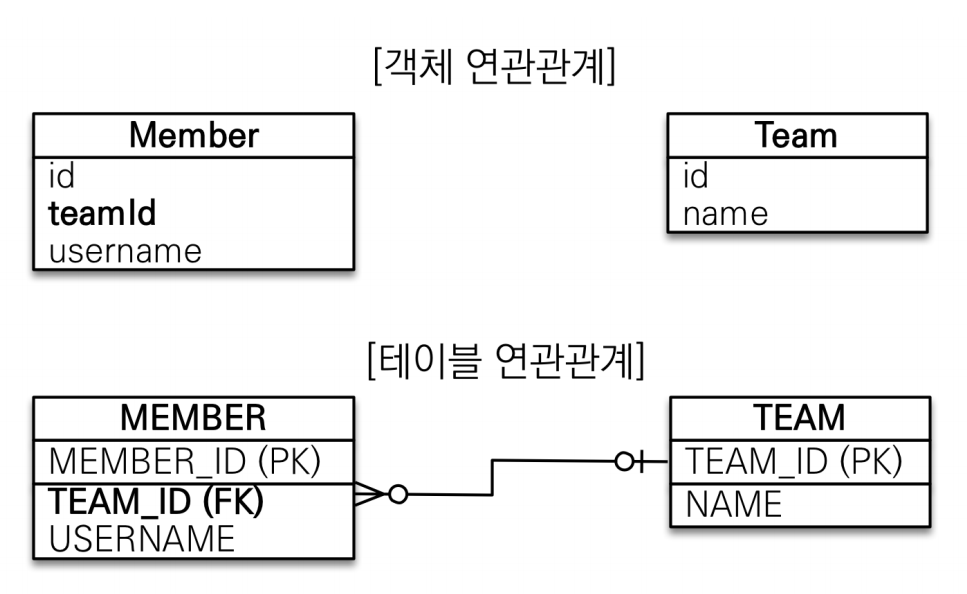 [객체 연관관계]
Member
id
teamId
username
Team
id
name
[테이블 연관관계]
MEMBER
MEMBER_ID (PK)
TEAM_ID (FK)
USERNAME
TEAM
TEAM_ID (PK)
NAME